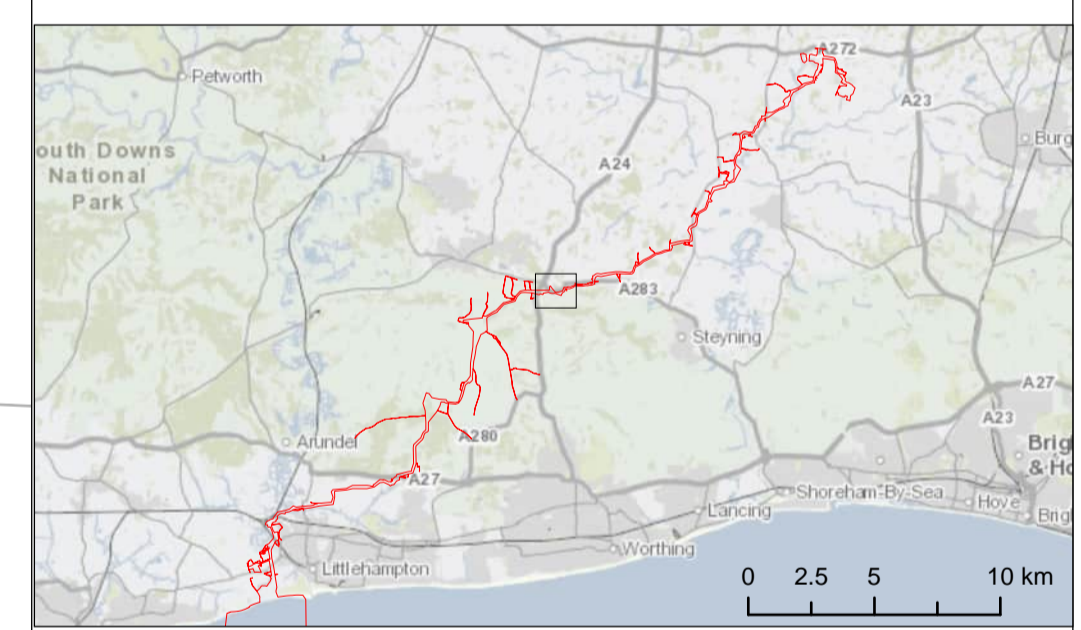 A272
Petworth
A23
Burg
outh Downs
National
Park
A24
A283
Steyning
A27
A23
Arundel
A280
Brig
& Ho
A27
Shoreham-By-Sea
Hove
Lancing
Brig
Worthing
Littlehampton
0 2.5 5 10 km